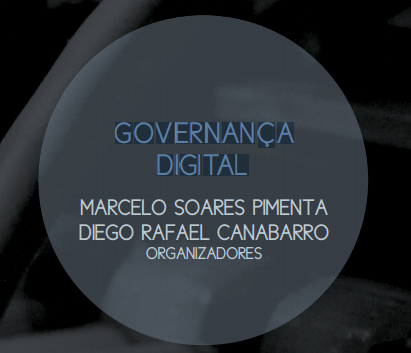 GOVERNANÇA
DIGITAL
MARCELO SOARES PIMENTA
DIEGO RAFAEL CANABARRO
ORGANIZADORES